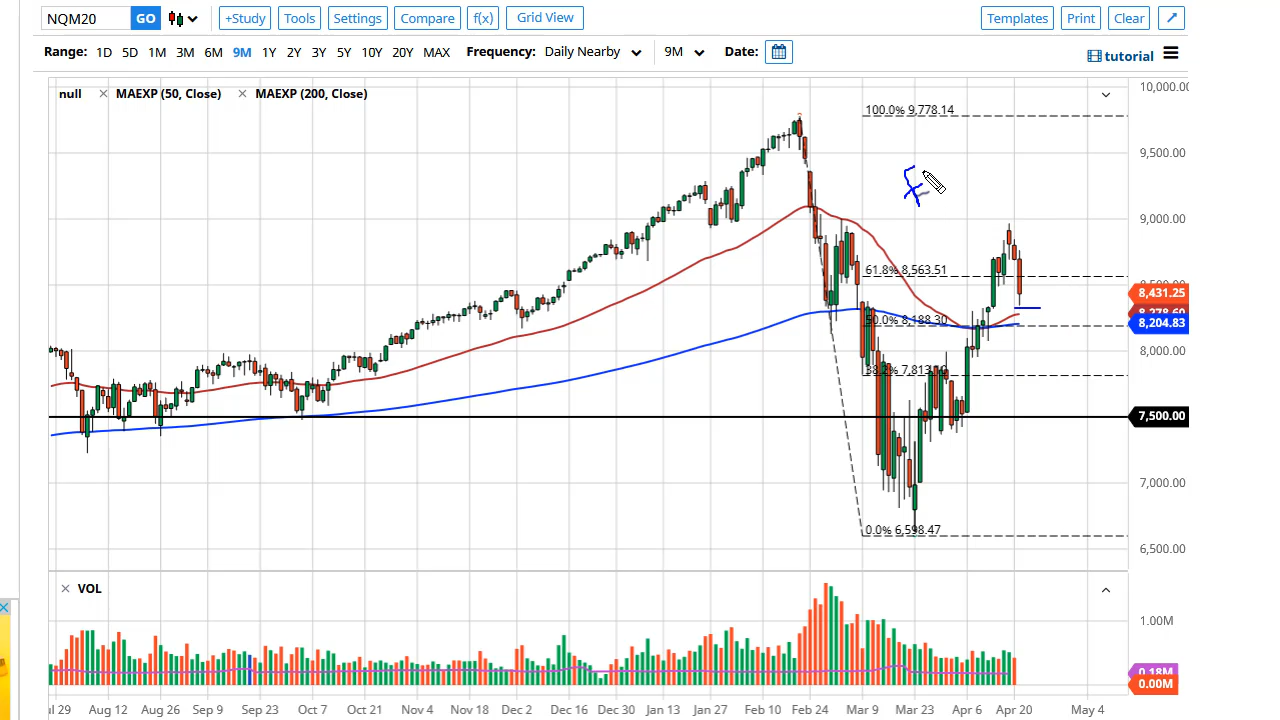 NQM20 GO +Study Tools Settings Compare f(x) Grid View Templates Print Clear
Range: 1D 5D 1M 3M 6M 9M 1Y 2Y 3Y 5Y 10Y 20Y MAX Frequency: Daily Nearby 9M Date: tutorial
null MAEXP (50, Close) MAEXP (200, Close)
10,000.00
100.0% 9,778.14
9,500.00
9,000.00
61.8% 8,563.51
8,431.25
50.0% 8,188.30
8,204.83
8,000.00
38.2% 7,813.10
7,500.00
7,000.00
0.0% 6,598.47
6,500.00
VOL
1.00M
0.18M
0.00M
ul 29 Aug 12 Aug 26 Sep 9 Sep 23 Oct 7 Oct 21 Nov 4 Nov 18 Dec 2 Dec 16 Dec 30 Jan 13 Jan 27 Feb 10 Feb 24 Mar 9 Mar 23 Apr 6 Apr 20 May 4